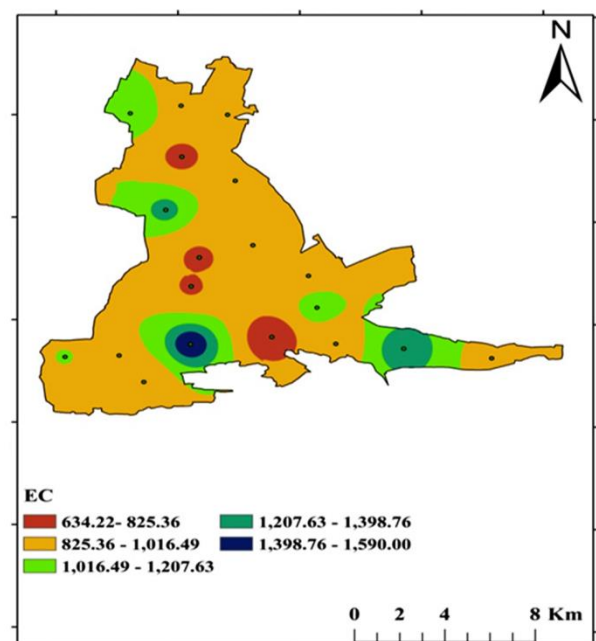 N
EC
634.22- 825.36
825.36 - 1,016.49
1,016.49 - 1,207.63
1,207.63 - 1,398.76
1,398.76 - 1,590.00
0 2 4 8 Km